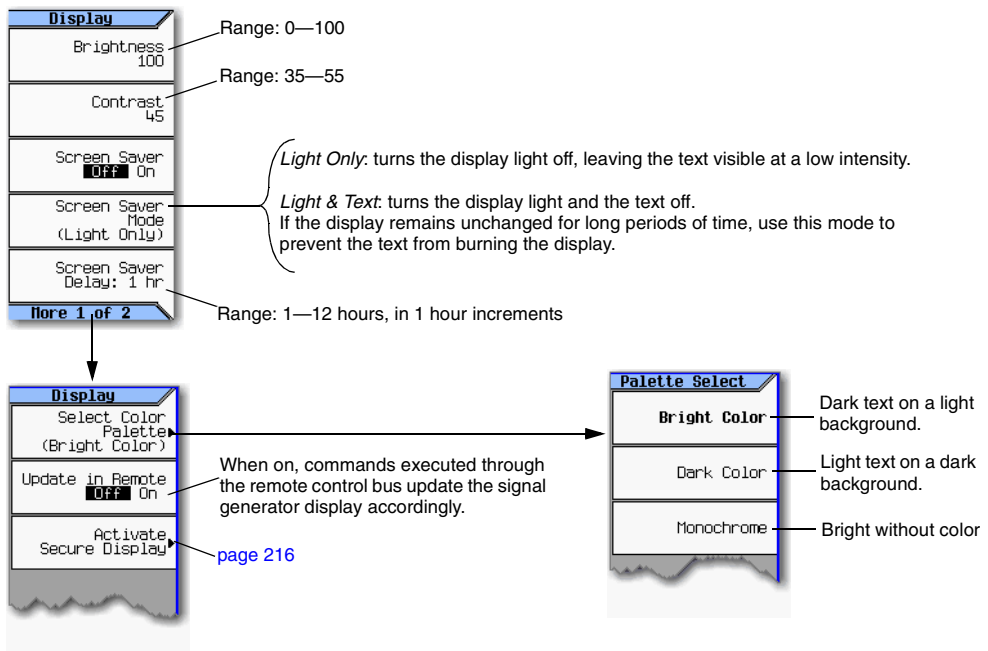 Display
Brightness
100
Range: 0—100
Contrast
45
Range: 35—55
Screen Saver
Off On
Screen Saver
Mode
(Light Only)
Light Only: turns the display light off, leaving the text visible at a low intensity.
Light & Text: turns the display light and the text off.
If the display remains unchanged for long periods of time, use this mode to
prevent the text from burning the display.
Screen Saver
Delay: 1 hr
Range: 1—12 hours, in 1 hour increments
More 1 of 2
Display
Select Color
Palette
(Bright Color)
Update in Remote
Off On
When on, commands executed through
the remote control bus update the signal
generator display accordingly.
Activate
Secure Display
page 216
Palette Select
Bright Color
Dark text on a light
background.
Dark Color
Light text on a dark
background.
Monochrome
Bright without color